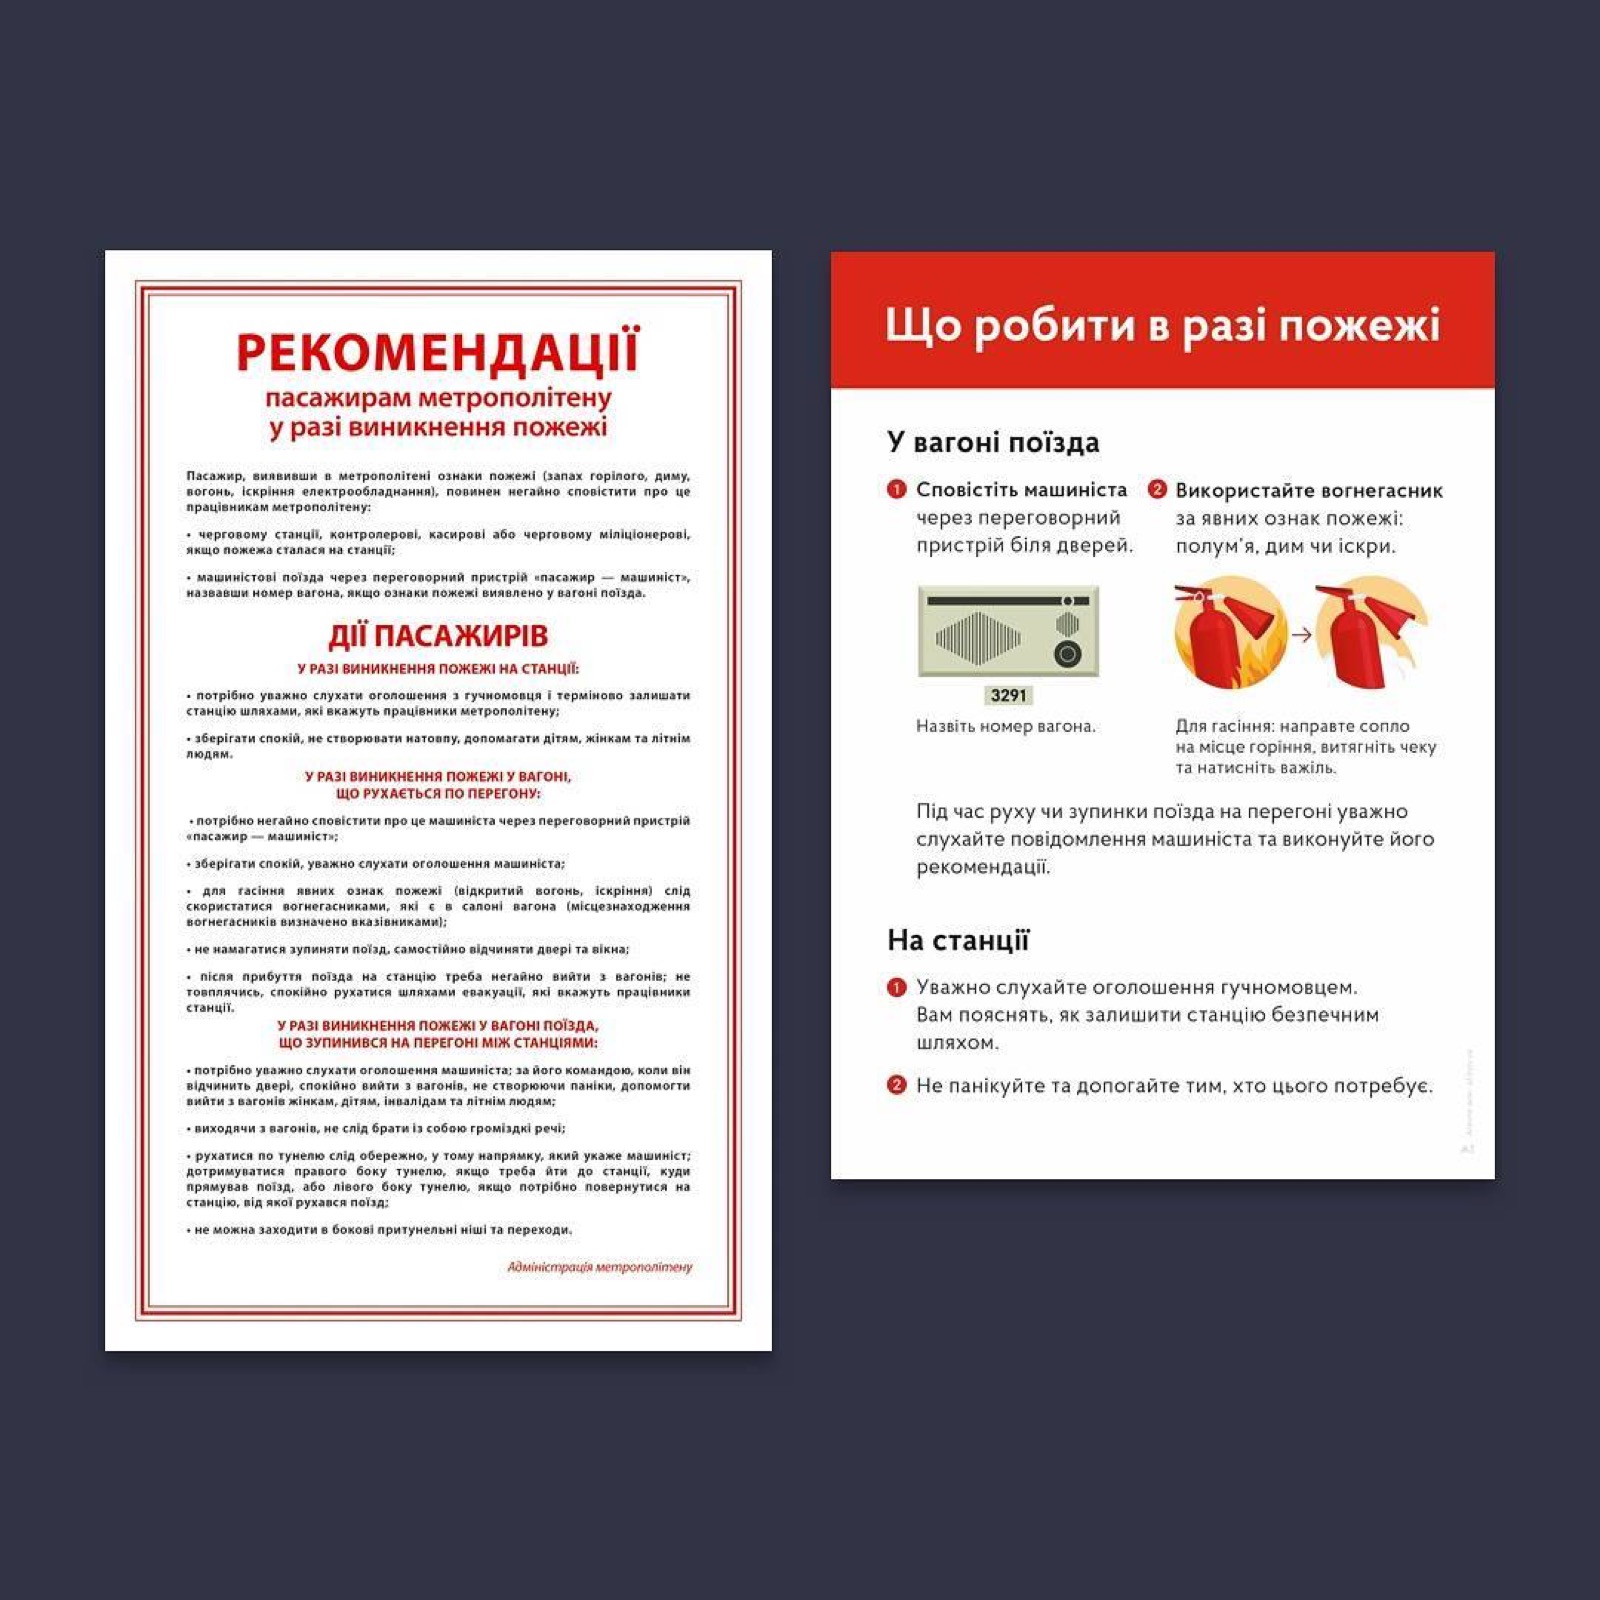 РЕКОМЕНДАЦІЇ
пасажирам метрополітену
у разі виникнення пожежі
Пасажир, виявивши в метрополітені ознаки пожежі (запах горілого, диму,
вогонь, іскріння електрообладнання), повинен негайно сповістити про це
працівникам метрополітену:
• черговому станції, контролерові, касирові або черговому міліціонерові,
якщо пожежа сталася на станції;
• машиністові поїзда через переговорний пристрій «пасажир — машиніст»,
назвавши номер вагона, якщо ознаки пожежі виявлено у вагоні поїзда.
ДІЇ ПАСАЖИРІВ
У РАЗІ ВИНИКНЕННЯ ПОЖЕЖІ НА СТАНЦІЇ:
• потрібно уважно слухати оголошення з гучномовця і терміново залишати
станцію шляхами, які вкажуть працівники метрополітену;
• зберігати спокій, не створювати натовпу, допомагати дітям, жінкам та літнім
людям.
У РАЗІ ВИНИКНЕННЯ ПОЖЕЖІ У ВАГОНІ,
ЩО РУХАЄТЬСЯ ПО ПЕРЕГОНУ:
• потрібно негайно сповістити про це машиніста через переговорний пристрій
«пасажир — машиніст»;
• зберігати спокій, уважно слухати оголошення машиніста;
• для гасіння явних ознак пожежі (відкритий вогонь, іскріння) слід
скористатися вогнегасниками, які є в салоні вагона (місцезнаходження
вогнегасників визначено вказівниками);
• не намагатися зупиняти поїзд, самостійно відчиняти двері та вікна;
• після прибуття поїзда на станцію треба негайно вийти з вагонів; не
товплячись, спокійно рухатися шляхами евакуації, які вкажуть працівники
станції.
У РАЗІ ВИНИКНЕННЯ ПОЖЕЖІ У ВАГОНІ ПОЇЗДА,
ЩО ЗУПИНИВСЯ НА ПЕРЕГОНІ МІЖ СТАНЦІЯМИ:
• потрібно уважно слухати оголошення машиніста; за його командою, коли він
відчинить двері, спокійно вийти з вагонів, не створюючи паніки, допомогти
вийти з вагонів жінкам, дітям, інвалідам та літнім людям;
• виходячи з вагонів, не слід брати із собою громіздкі речі;
• рухатися по тунелю слід обережно, у тому напрямку, який укаже машиніст;
дотримуватися правого боку тунелю, якщо треба йти до станції, куди
прямував поїзд, або лівого боку тунелю, якщо потрібно повернутися на
станцію, від якої рухався поїзд;
• не можна заходити в бокові притунельні ніші та переходи.
Адміністрація метрополітену
Що робити в разі пожежі
У вагоні поїзда
1 Сповістіть машиніста
через переговорний
пристрій біля дверей.
3291
Назвіть номер вагона.
2 Використайте вогнегасник
за явних ознак пожежі:
полум’я, дим чи іскри.
Для гасіння: направте сопло
на місце горіння, витягніть чеку
та натисніть важіль.
Під час руху чи зупинки поїзда на перегоні уважно
слухайте повідомлення машиніста та виконуйте його
рекомендації.
На станції
1 Уважно слухайте оголошення гучномовцем.
Вам пояснять, як залишити станцію безпечним
шляхом.
2 Не панікуйте та допогайте тим, хто цього потребує.